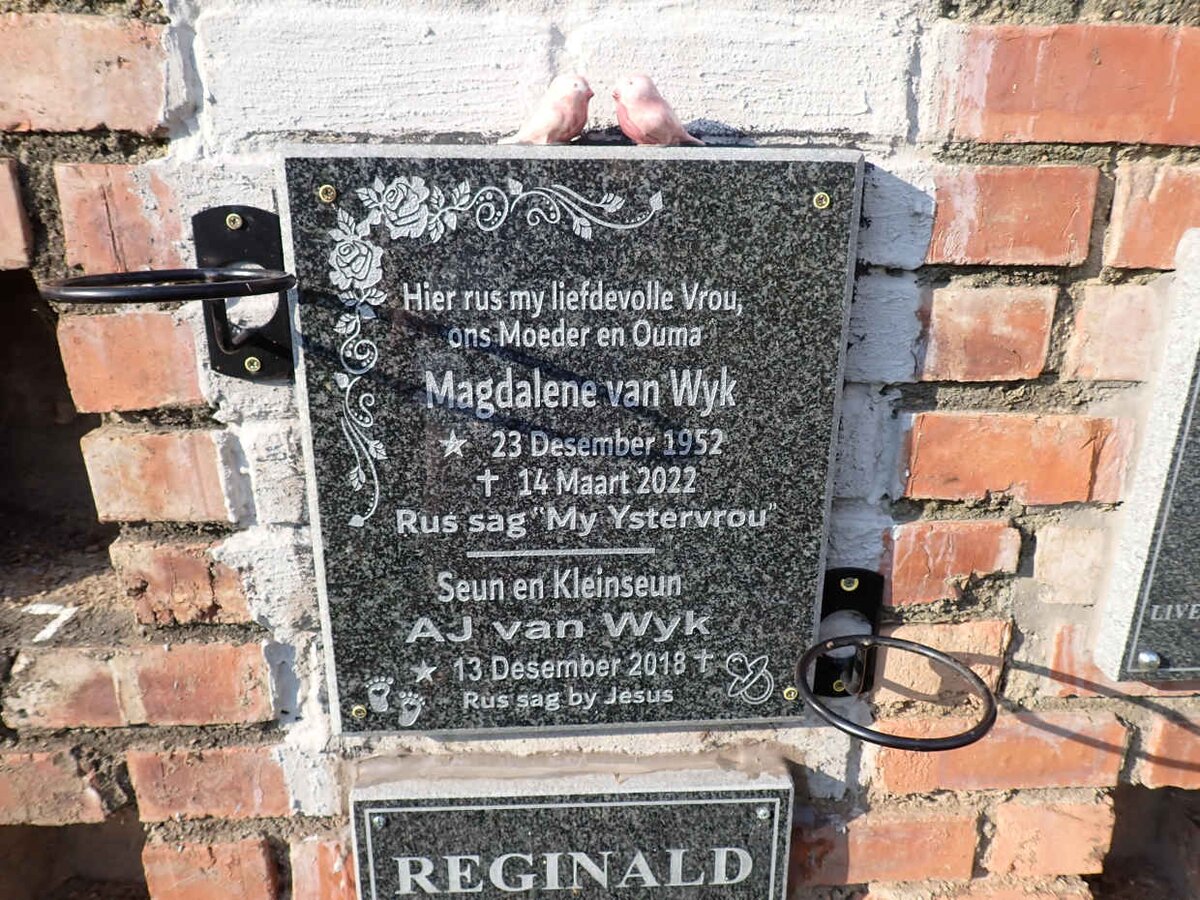 Hier rus my liefdevolle Vrou,
ons Moeder en Ouma
Magdalene van Wyk
★ 23 Desember 1952
✝ 14 Maart 2022
Rus sag "My Ystervrou"
Seun en Kleinseun
AJ van Wyk
★ 13 Desember 2018 ✝
Rus sag by Jesus
REGINALD